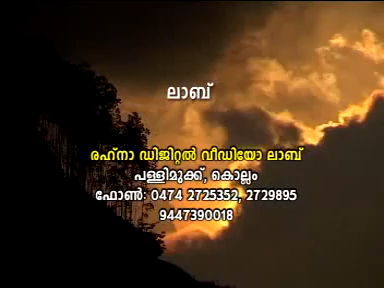 ലാബ്
രഹ്നാ ഡിജിറ്റൽ വീഡിയോ ലാബ്
പള്ളിമുക്ക്, കൊല്ലം
ഫോൺ: 0474 2725352, 2729895
9447390018